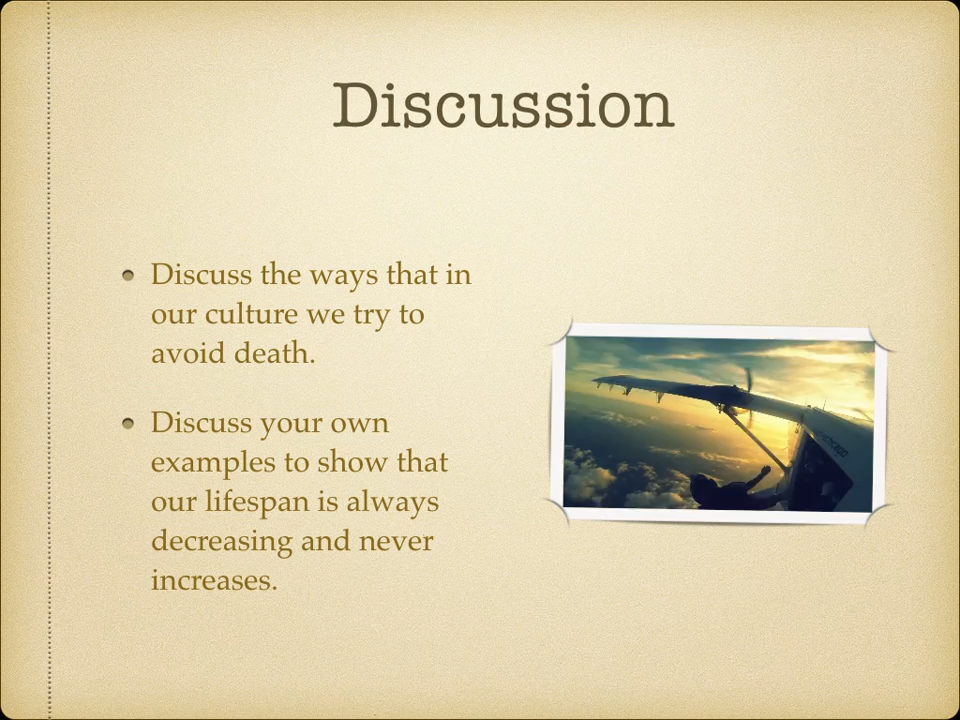 Discussion
Discuss the ways that in
our culture we try to
avoid death.
Discuss your own
examples to show that
our lifespan is always
decreasing and never
increases.